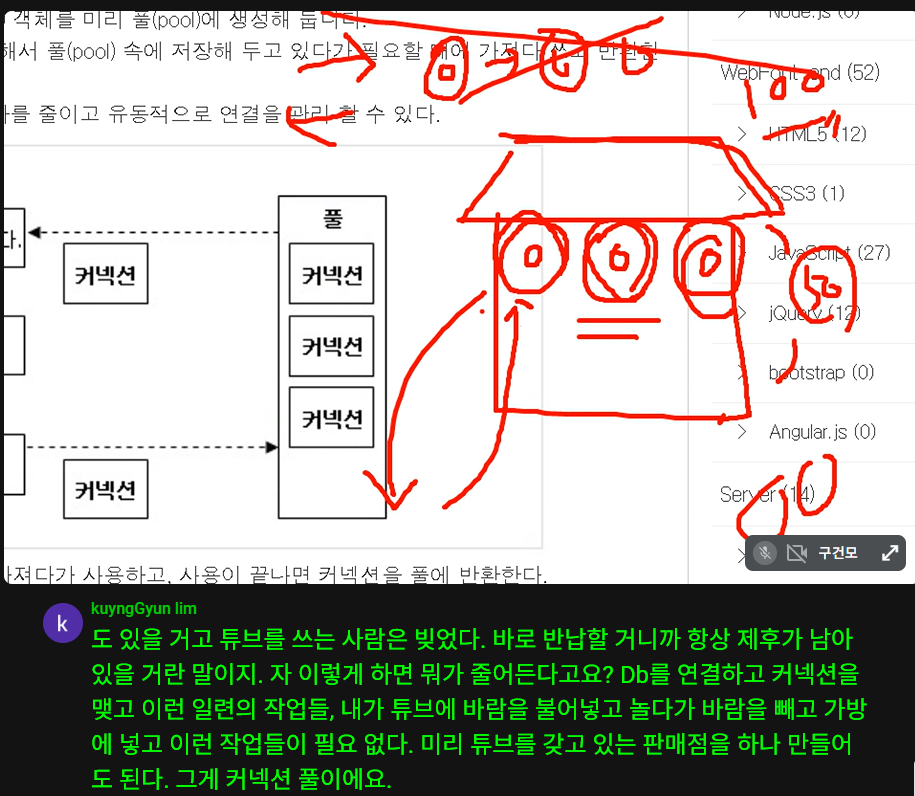 객체를 미리 풀(pool)에 생성해 둡니다.
해서 풀(pool) 속에 저장해 두고 있다가 필요할 때에 가져다 쓰고 반환한
를 줄이고 유동적으로 연결을 관리 할 수 있다.
다.
커넥션
커넥션
풀
커넥션
커넥션
커넥션
가져다가 사용하고, 사용이 끝나면 커넥션을 풀에 반환한다.
Node.js (0)
WebFont-end (52)
100
HTML5 (12)
CSS3 (1)
JavaScript (27)
50
jQuery (12)
bootstrap (0)
Angular.js (0)
Server (14)
구건모
k
kuyngGyun lim
도 있을 거고 튜브를 쓰는 사람은 빚었다. 바로 반납할 거니까 항상 제후가 남아
있을 거란 말이지. 자 이렇게 하면 뭐가 줄어든다고요? Db를 연결하고 커넥션을
맺고 이런 일련의 작업들, 내가 튜브에 바람을 불어넣고 놀다가 바람을 빼고 가방
에 넣고 이런 작업들이 필요 없다. 미리 튜브를 갖고 있는 판매점을 하나 만들어
도 된다. 그게 커넥션 풀이에요.